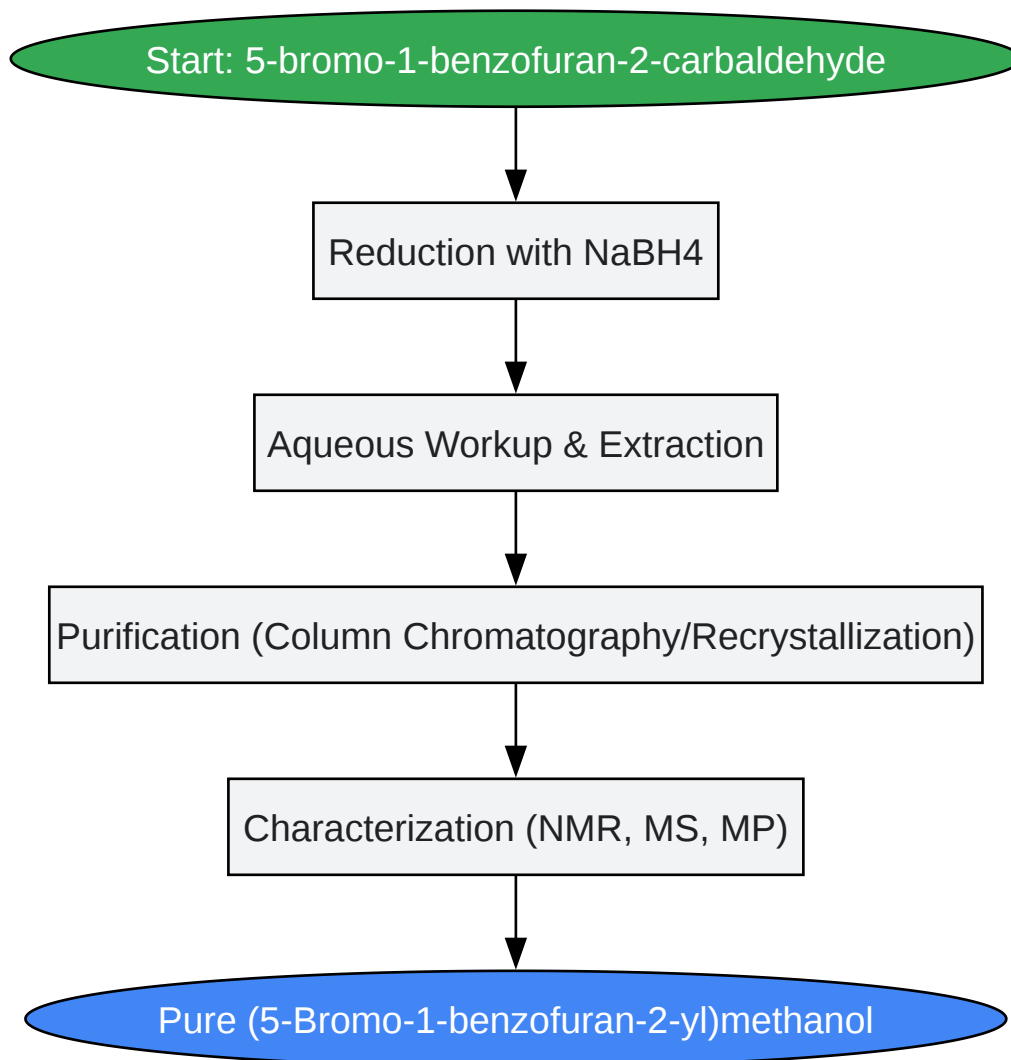 Start: 5-bromo-1-benzofuran-2-carbaldehyde
Reduction with NaBH4
Aqueous Workup & Extraction
Purification (Column Chromatography/Recrystallization)
Characterization (NMR, MS, MP)
Pure (5-Bromo-1-benzofuran-2-yl)methanol